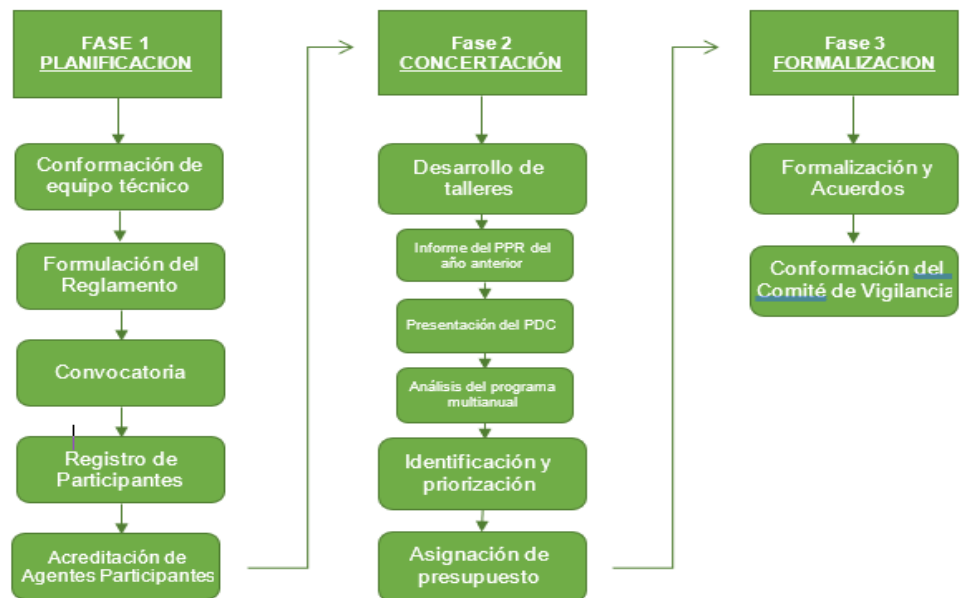 FASE 1
PLANIFICACION
Conformación de
equipo técnico
Formulación del
Reglamento
Convocatoria
Registro de
Participantes
Acreditación de
Agentes Participantes
Fase 2
CONCERTACIÓN
Desarrollo de
talleres
Informe del PPR del
año anterior
Presentación del PDC
Análisis del programa
multianual
Identificación y
priorización
Asignación de
presupuesto
Fase 3
FORMALIZACION
Formalización y
Acuerdos
Conformación del
Comité de Vigilancia